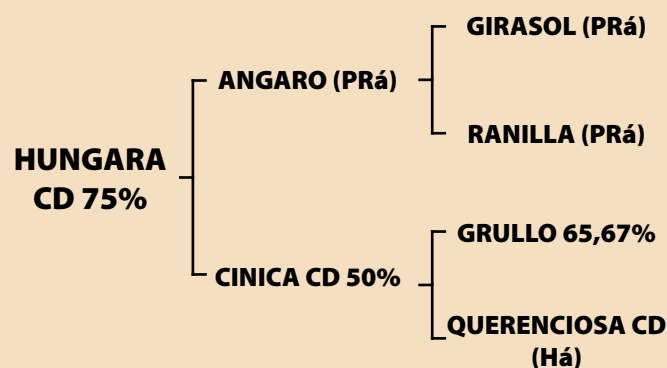 HUNGARA
CD 75%
ANGARO (PRá)
CINICA CD 50%
GIRASOL (PRá)
RANILLA (PRá)
GRULLO 65,67%
QUERENCIOSA CD
(Há)